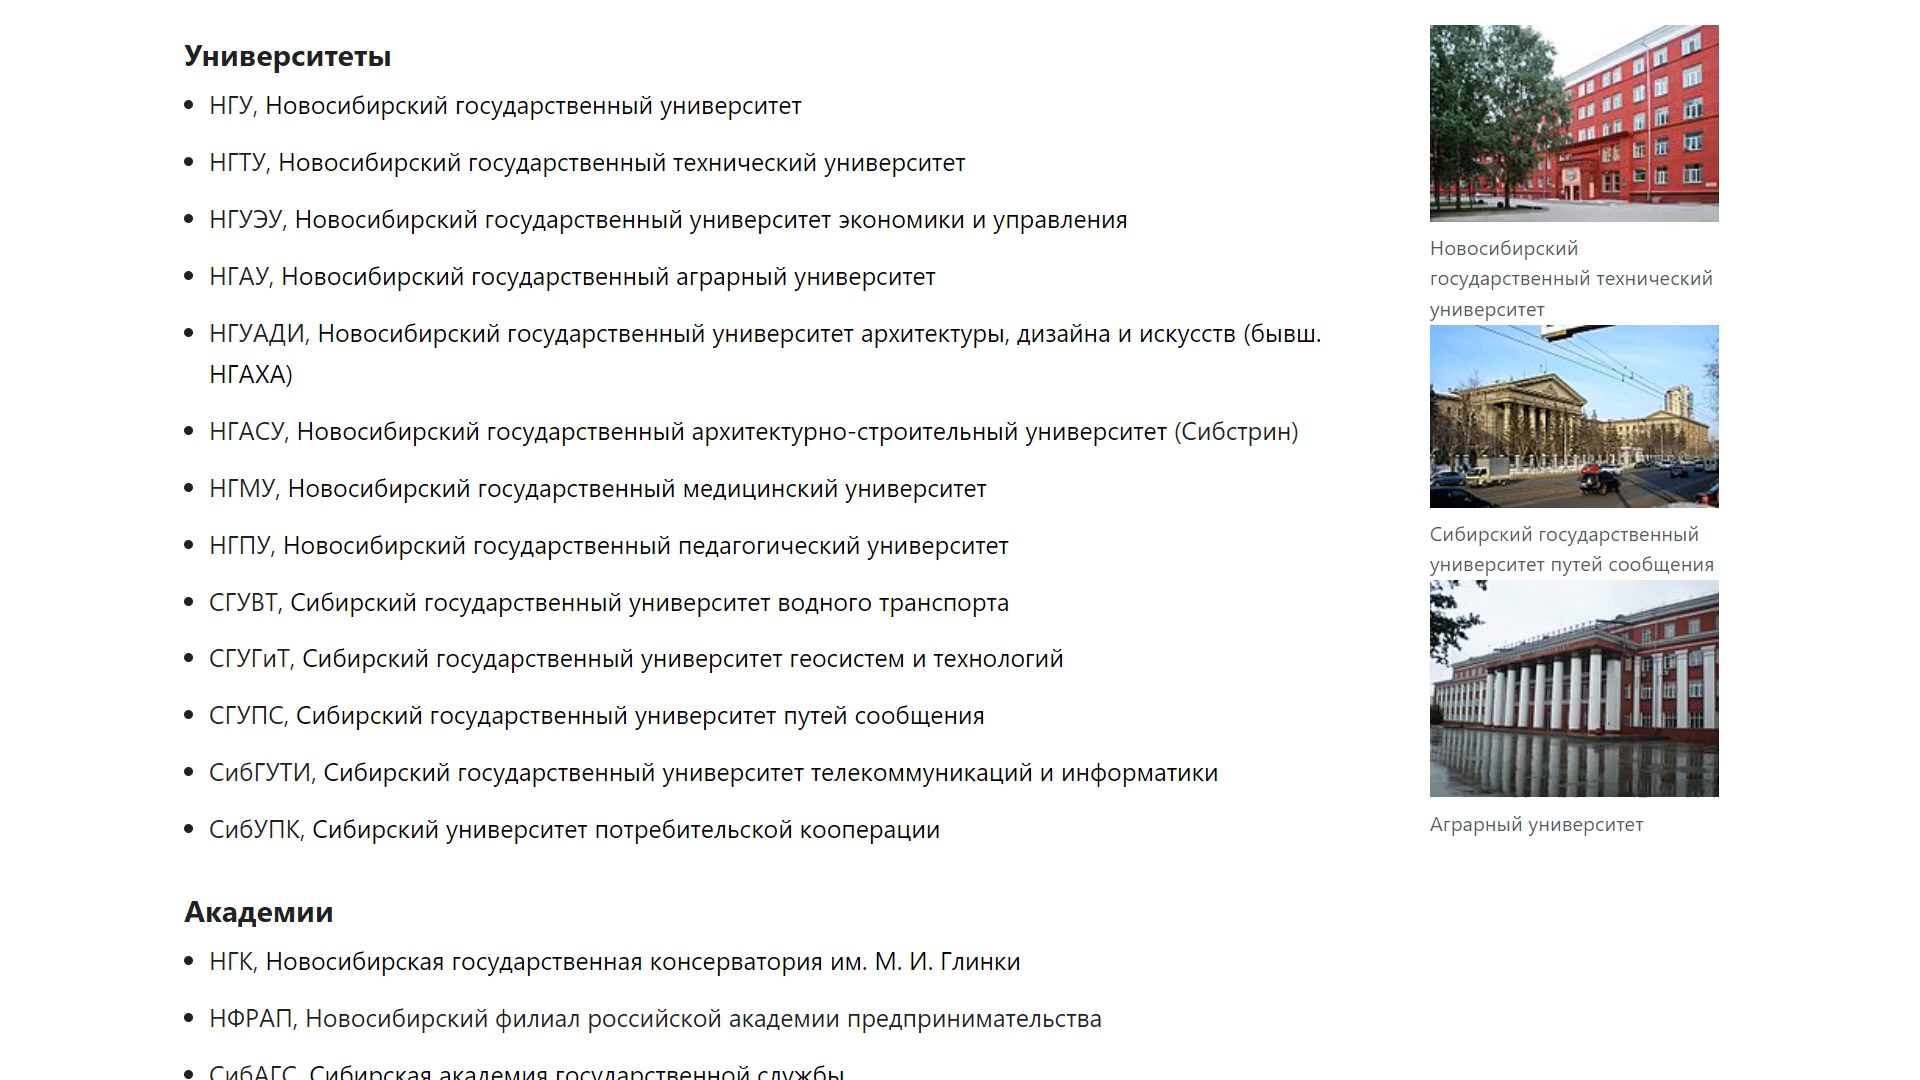 Университеты
НГУ, Новосибирский государственный университет
НГТУ, Новосибирский государственный технический университет
НГУЭУ, Новосибирский государственный университет экономики и управления
НГАУ, Новосибирский государственный аграрный университет
НГУАДИ, Новосибирский государственный университет архитектуры, дизайна и искусств (бывш.
НГАХА)
НГАСУ, Новосибирский государственный архитектурно-строительный университет (Сибстрин)
НГМУ, Новосибирский государственный медицинский университет
НГПУ, Новосибирский государственный педагогический университет
СГУВТ, Сибирский государственный университет водного транспорта
СГУГиТ, Сибирский государственный университет геосистем и технологий
СГУПС, Сибирский государственный университет путей сообщения
СибГУТИ, Сибирский государственный университет телекоммуникаций и информатики
СибУПК, Сибирский университет потребительской кооперации
Академии
НГК, Новосибирская государственная консерватория им. М. И. Глинки
НФРАП, Новосибирский филиал российской академии предпринимательства
СибАГС, Сибирская академия государственной службы
Новосибирский
государственный технический
университет
Сибирский государственный
университет путей сообщения
Аграрный университет